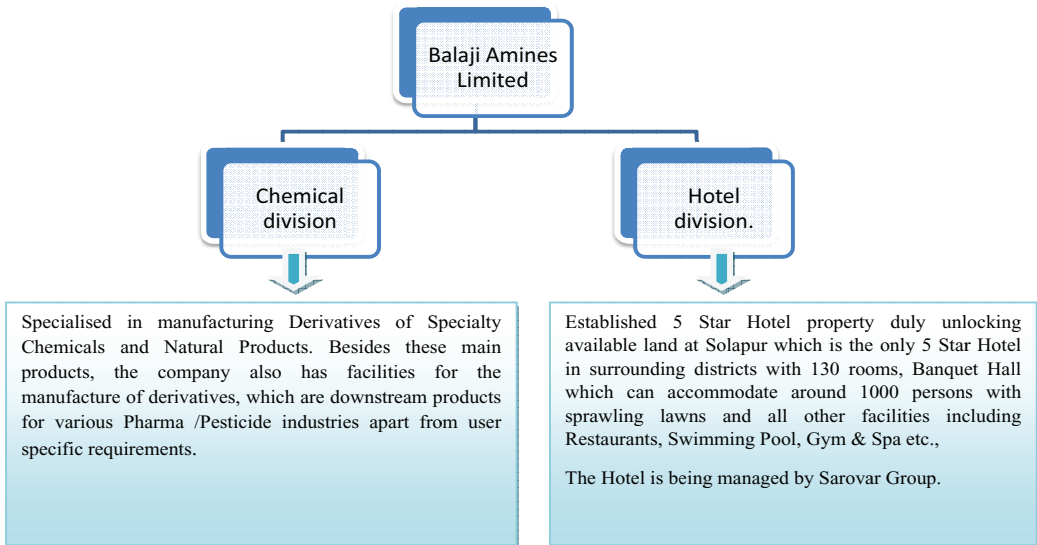 Balaji Amines
Limited
Chemical
division
Hotel
division.
Specialised in manufacturing Derivatives of Specialty
Chemicals and Natural Products. Besides these main
products, the company also has facilities for the
manufacture of derivatives, which are downstream products
for various Pharma /Pesticide industries apart from user
specific requirements.
Established 5 Star Hotel property duly unlocking
available land at Solapur which is the only 5 Star Hotel
in surrounding districts with 130 rooms, Banquet Hall
which can accommodate around 1000 persons with
sprawling lawns and all other facilities including
Restaurants, Swimming Pool, Gym & Spa etc.,
The Hotel is being managed by Sarovar Group.